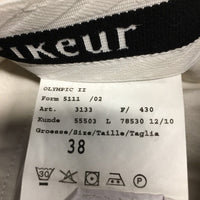 ikeur
OLYMPIC II
Form 5111 /02
Art. 3133 F/ 430
Kunde 55503 L 78530 12/10
Groesse/Size/Taille/Taglia
38
30